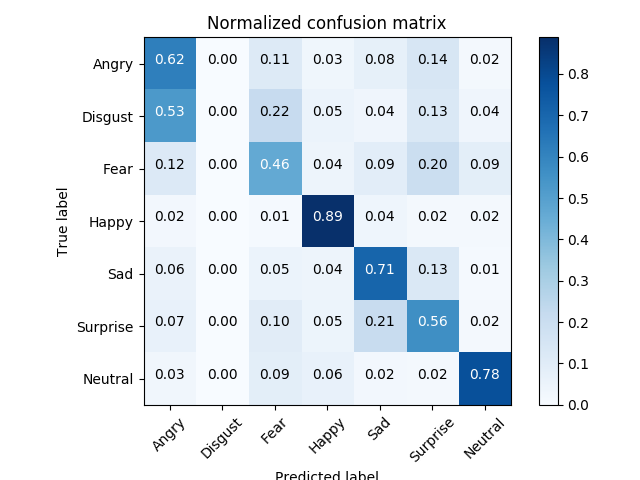 Normalized confusion matrix
True label
Angry 0.62 0.00 0.11 0.03 0.08 0.14 0.02
Disgust 0.53 0.00 0.22 0.05 0.04 0.13 0.04
Fear 0.12 0.00 0.46 0.04 0.09 0.20 0.09
Happy 0.02 0.00 0.01 0.89 0.04 0.02 0.02
Sad 0.06 0.00 0.05 0.04 0.71 0.13 0.01
Surprise 0.07 0.00 0.10 0.05 0.21 0.56 0.02
Neutral 0.03 0.00 0.09 0.06 0.02 0.02 0.78
Angry Disgust Fear Happy Sad Surprise Neutral
Predicted label
0.8
0.7
0.6
0.5
0.4
0.3
0.2
0.1
0.0